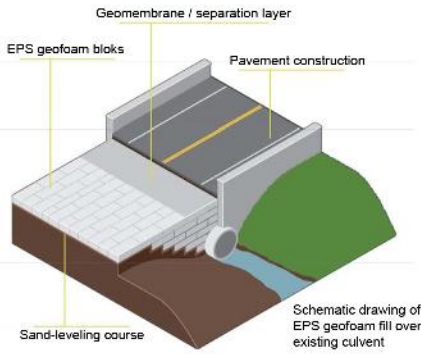 Geomembrane / separation layer
EPS geofoam bloks
Pavement construction
Sand-leveling course
Schematic drawing of
EPS geofoam fill over
existing culvent